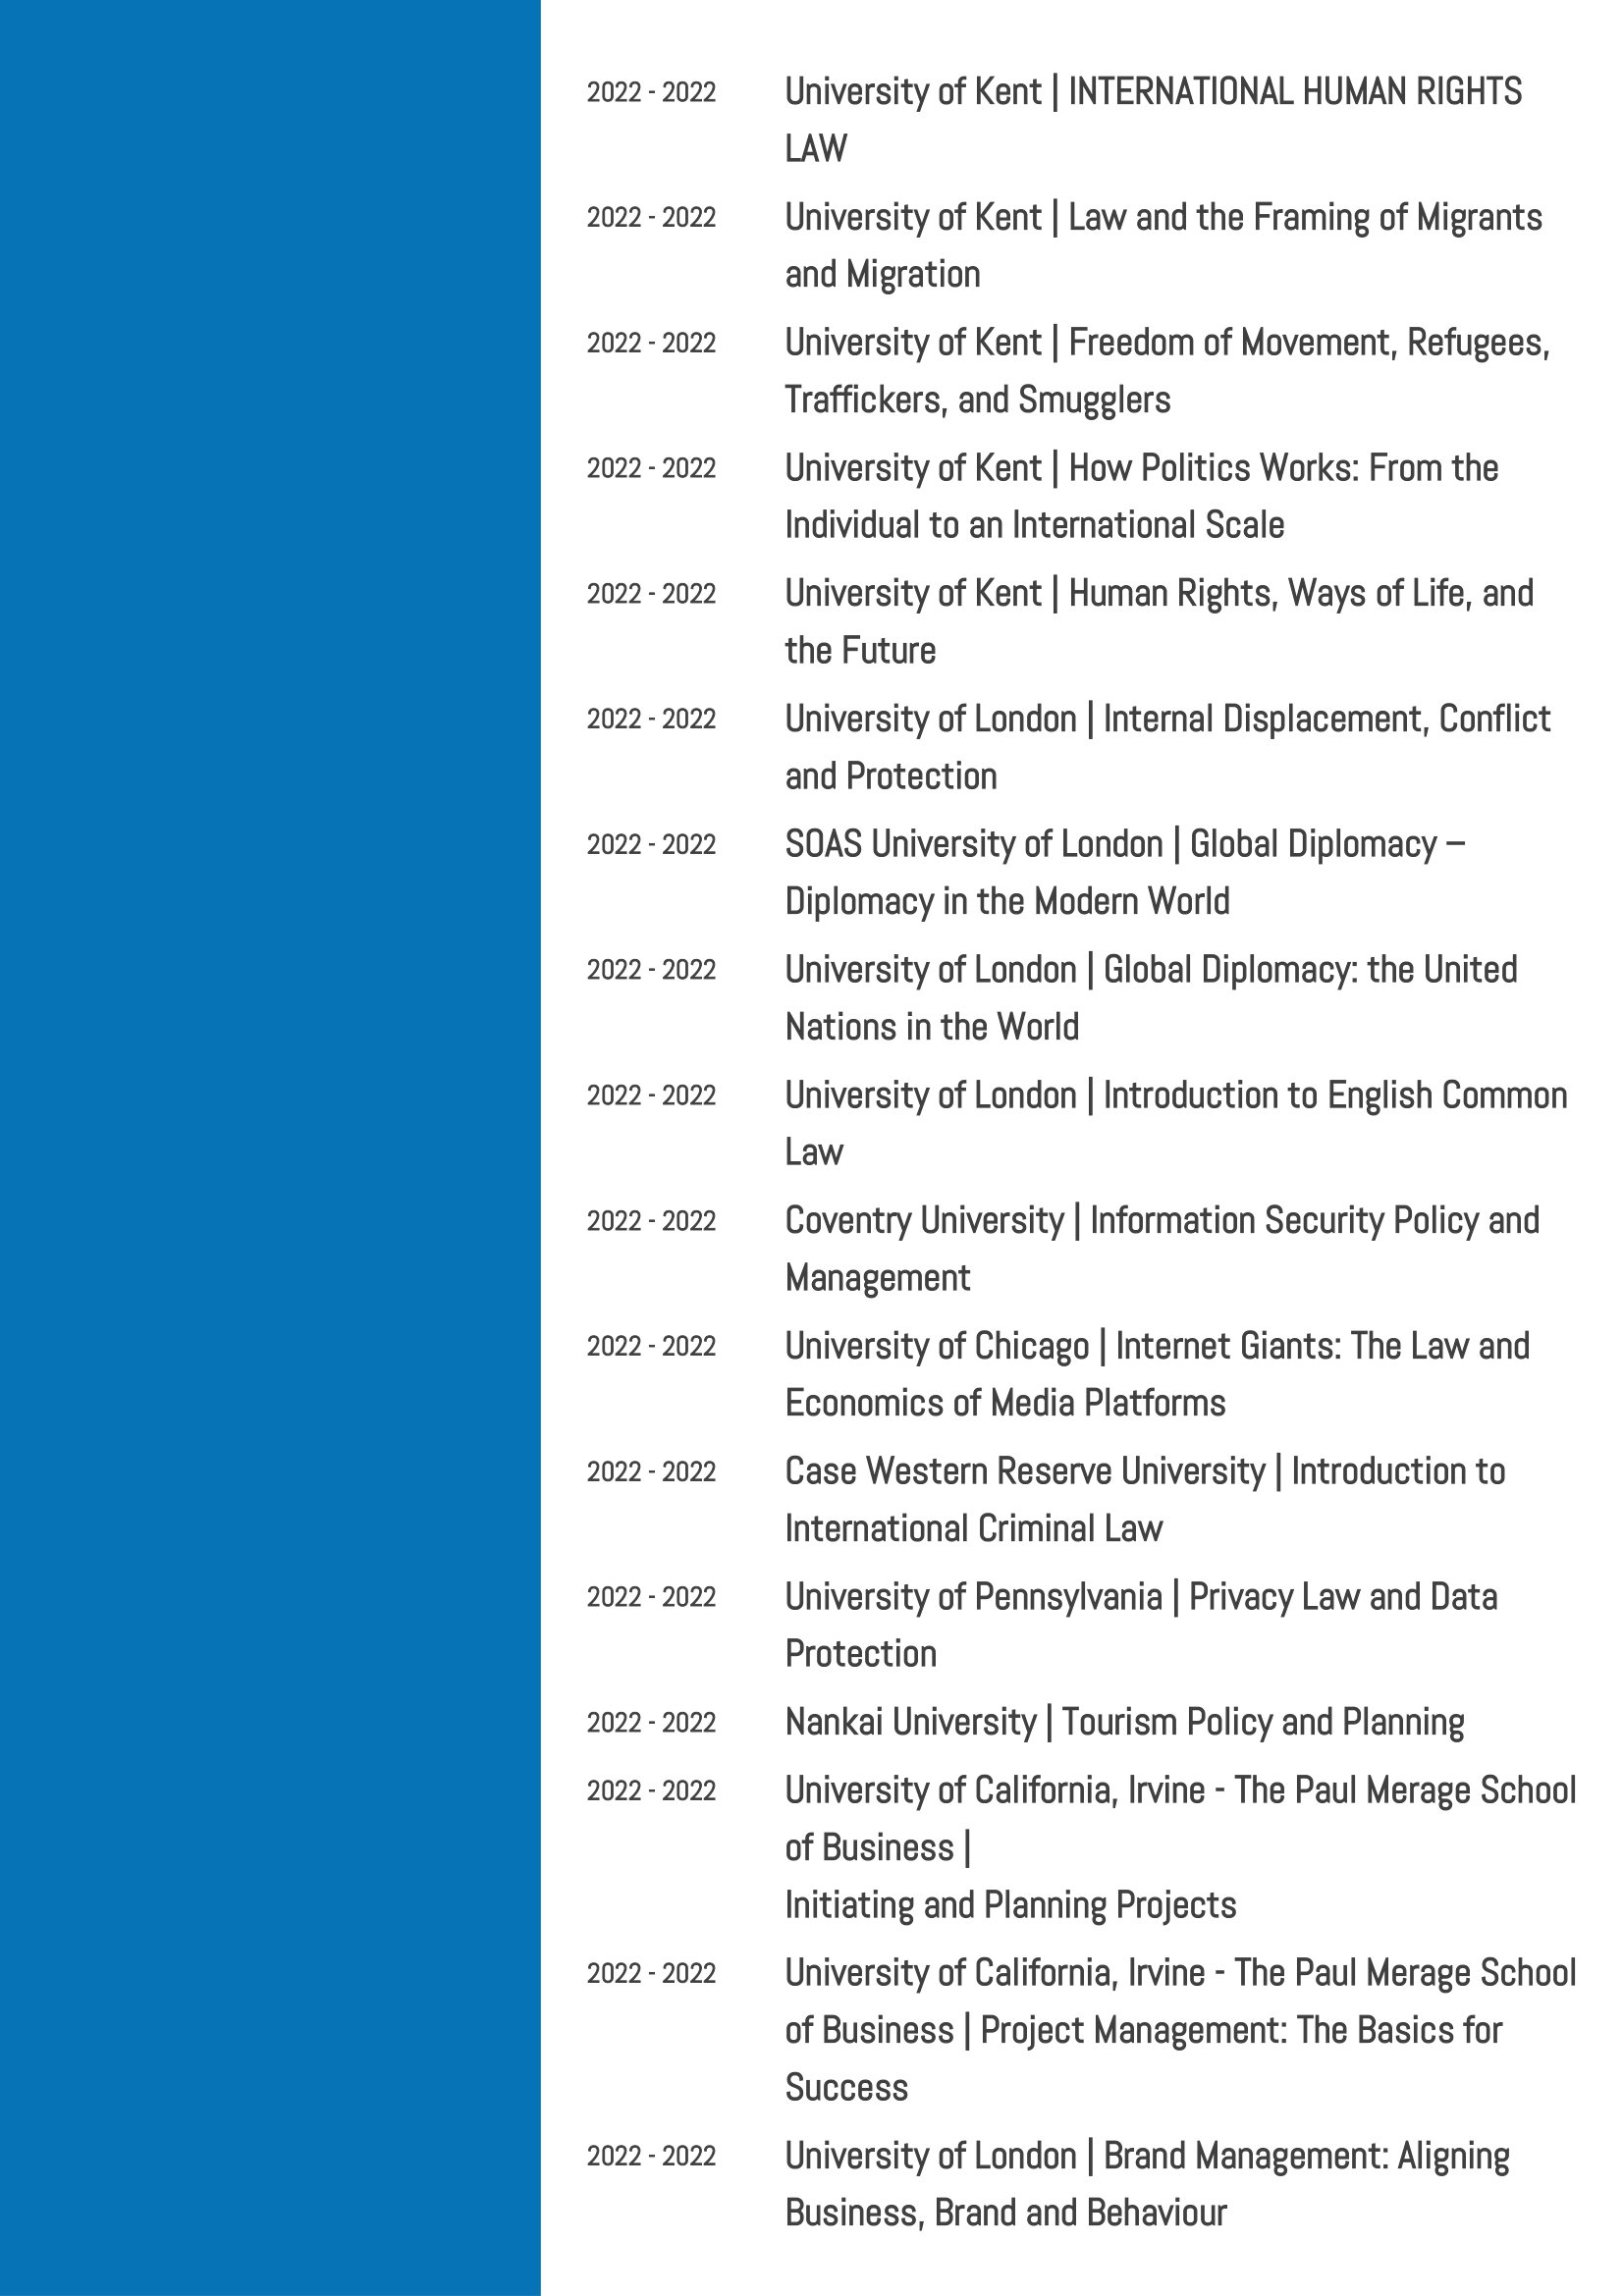 2022 - 2022 University of Kent | INTERNATIONAL HUMAN RIGHTS
LAW
2022 - 2022 University of Kent | Law and the Framing of Migrants
and Migration
2022 - 2022 University of Kent | Freedom of Movement, Refugees,
Traffickers, and Smugglers
2022 - 2022 University of Kent | How Politics Works: From the
Individual to an International Scale
2022 - 2022 University of Kent | Human Rights, Ways of Life, and
the Future
2022 - 2022 University of London | Internal Displacement, Conflict
and Protection
2022 - 2022 SOAS University of London | Global Diplomacy –
Diplomacy in the Modern World
2022 - 2022 University of London | Global Diplomacy: the United
Nations in the World
2022 - 2022 University of London | Introduction to English Common
Law
2022 - 2022 Coventry University | Information Security Policy and
Management
2022 - 2022 University of Chicago | Internet Giants: The Law and
Economics of Media Platforms
2022 - 2022 Case Western Reserve University | Introduction to
International Criminal Law
2022 - 2022 University of Pennsylvania | Privacy Law and Data
Protection
2022 - 2022 Nankai University | Tourism Policy and Planning
2022 - 2022 University of California, Irvine - The Paul Merage School
of Business |
Initiating and Planning Projects
2022 - 2022 University of California, Irvine - The Paul Merage School
of Business | Project Management: The Basics for
Success
2022 - 2022 University of London | Brand Management: Aligning
Business, Brand and Behaviour